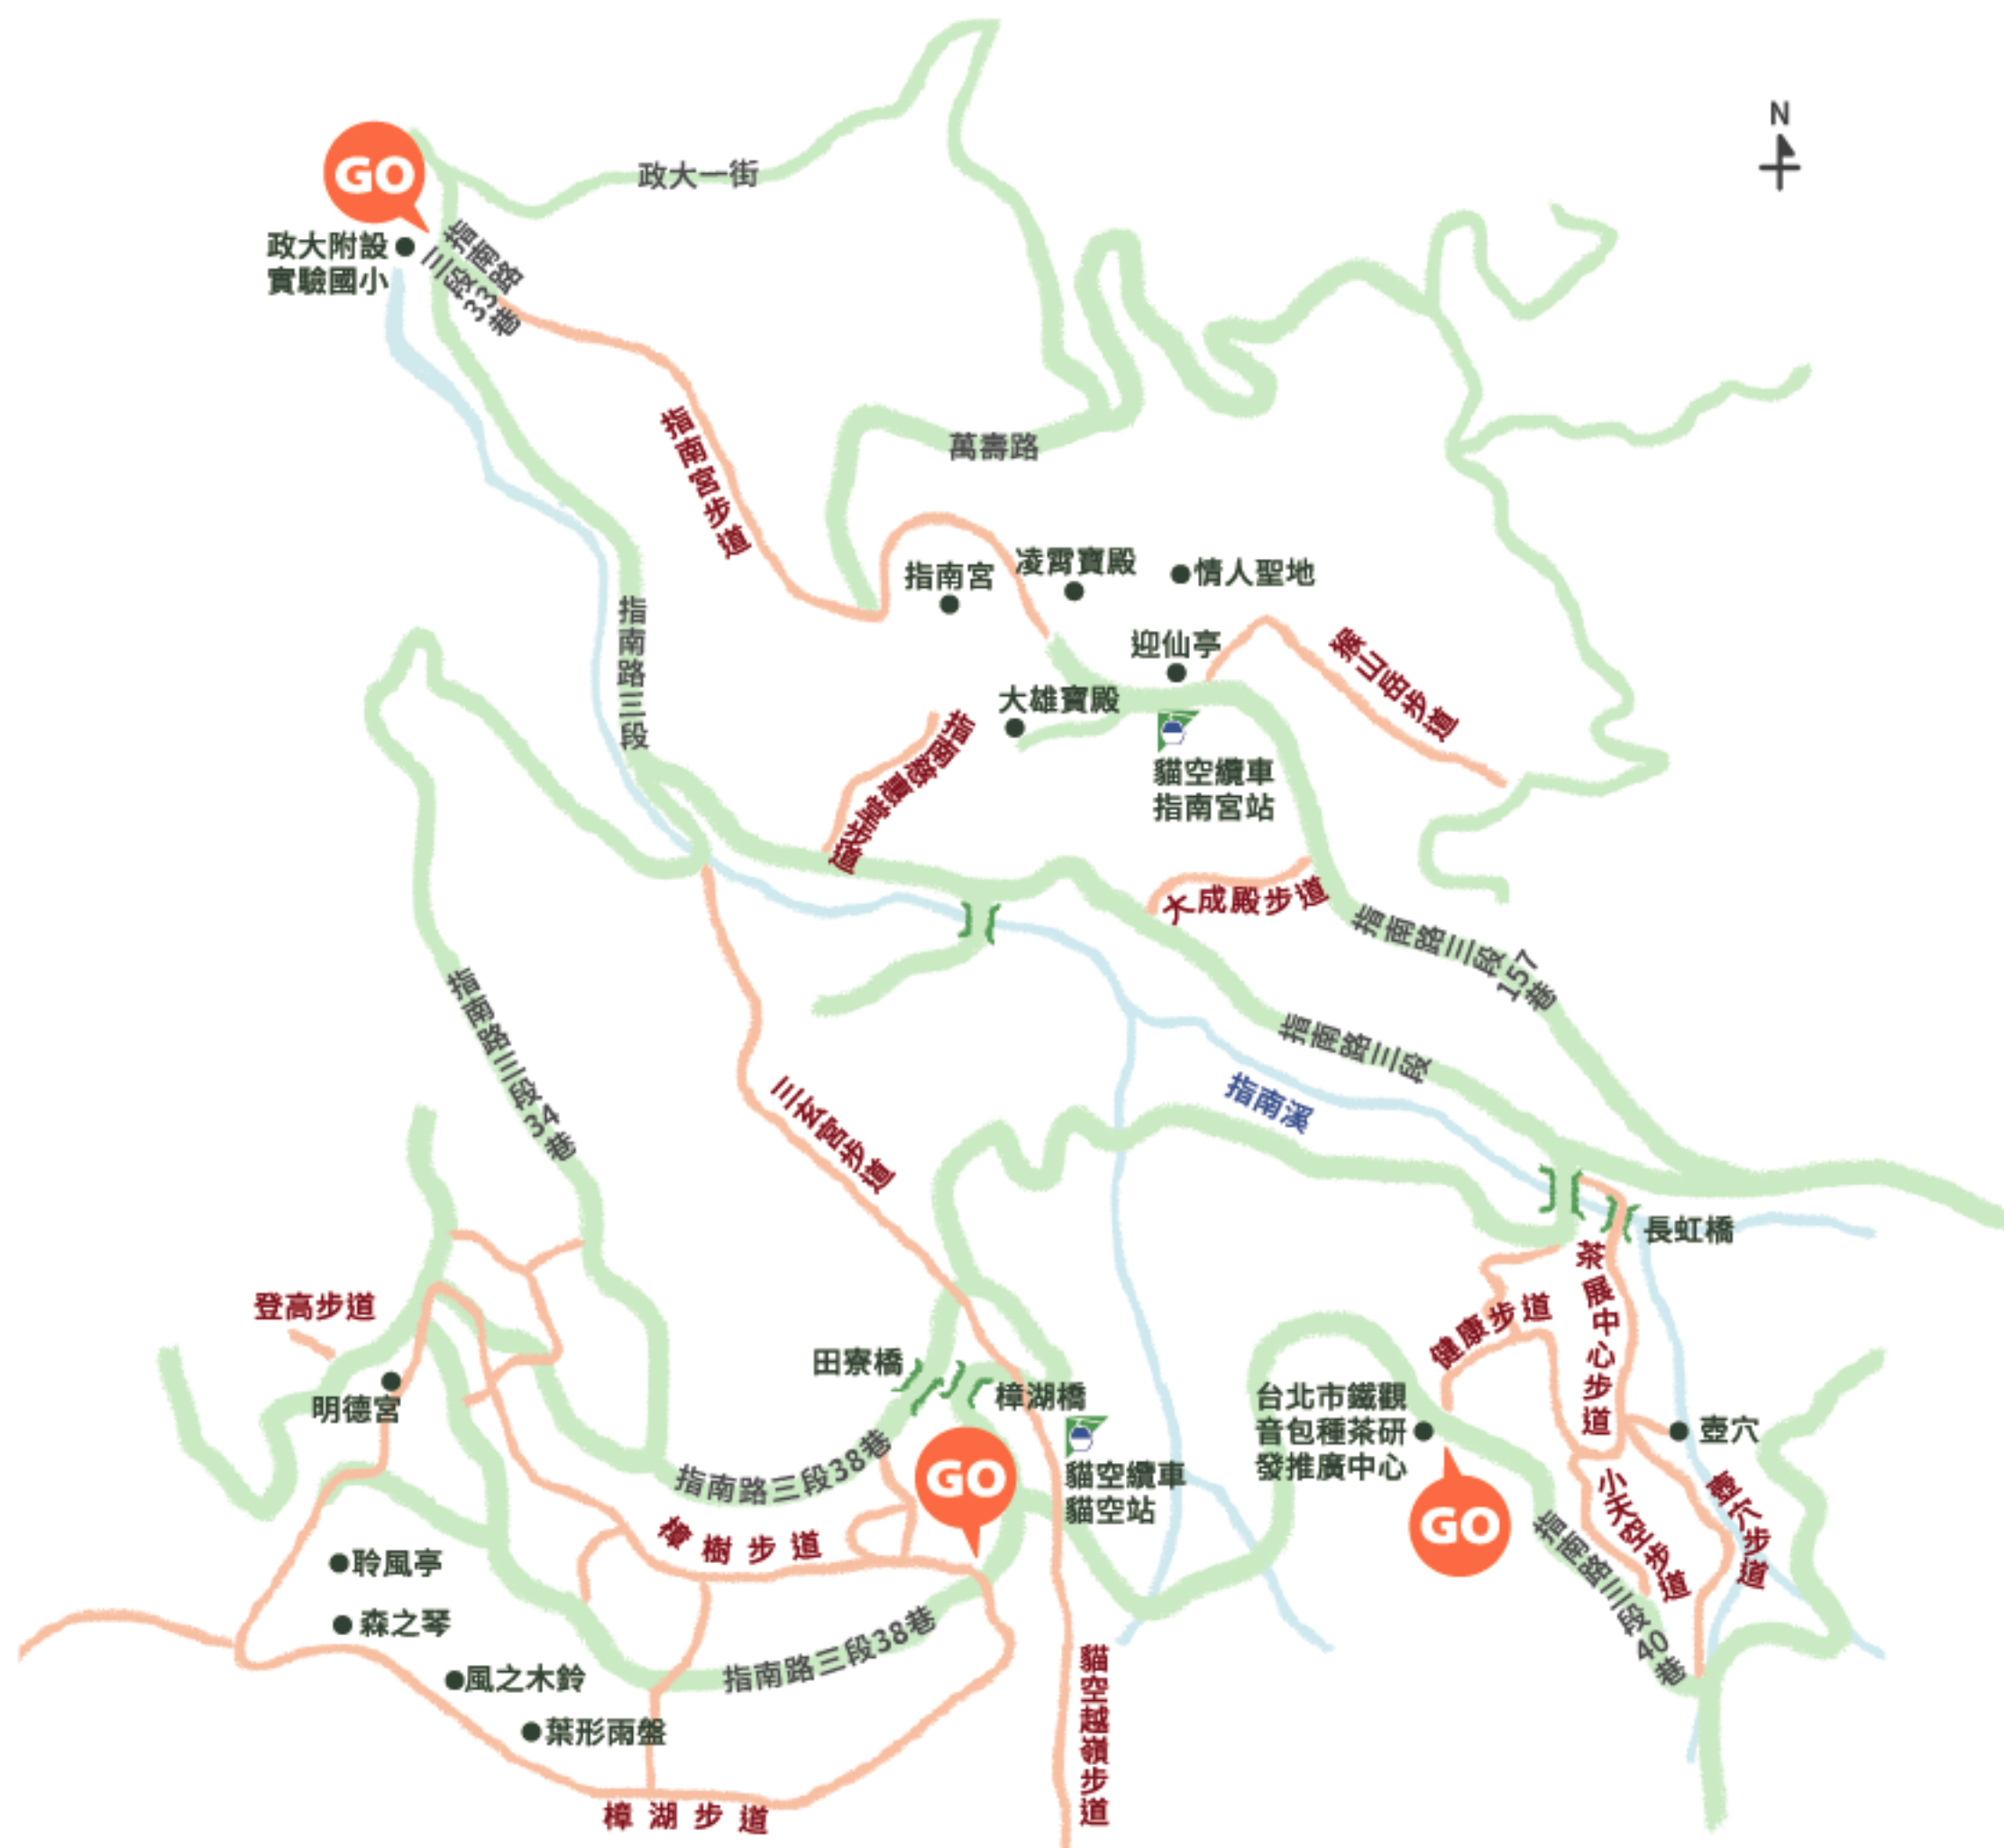 N
GO
政大一街
政大附設
實驗國小
指南路
三段33巷
指南宮步道
萬壽路
指南宮
凌霄寶殿
情人聖地
迎仙亭
大雄寶殿
猴山岳步道
指南路三段
貓空纜車
指南宮站
大成殿步道
指南路三段157巷
指南路三段
指南溪
指南路三段34巷
三玄宮步道
長虹橋
茶展中心步道
健康步道
登高步道
明德宮
田寮橋
樟湖橋
台北市鐵觀
音包種茶研
發推廣中心
壺穴
指南路三段38巷
GO
貓空纜車
貓空站
GO
小天空步道
壺穴步道
樟樹步道
指南路三段40巷
聆風亭
森之琴
指南路三段38巷
風之木鈴
葉形雨盤
貓空越嶺步道
樟湖步道